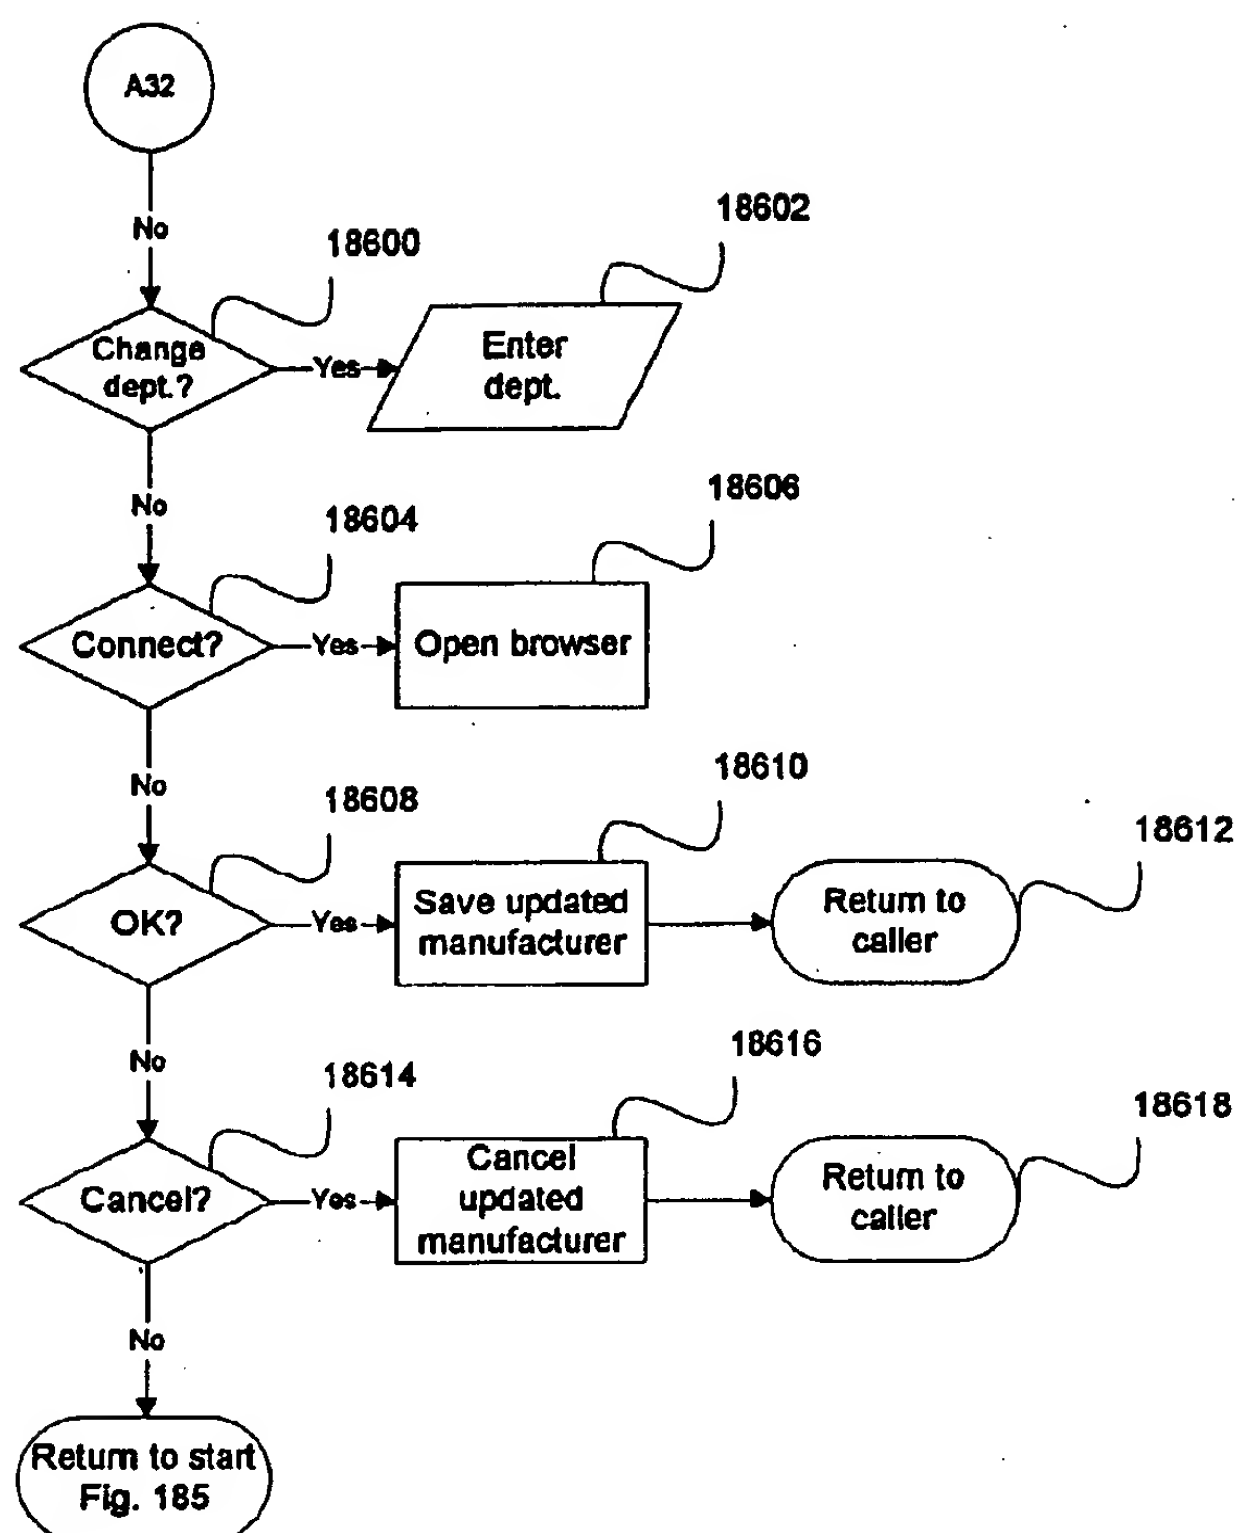 A32
No
18600
18602
Change
dept.?
Yes
Enter
dept.
No
18604
18606
Connect?
Yes
Open browser
No
18608
18610
18612
OK?
Yes
Save updated
manufacturer
Return to
caller
No
18614
18616
18618
Cancel?
Yes
Cancel
updated
manufacturer
Return to
caller
No
Return to start
Fig. 185